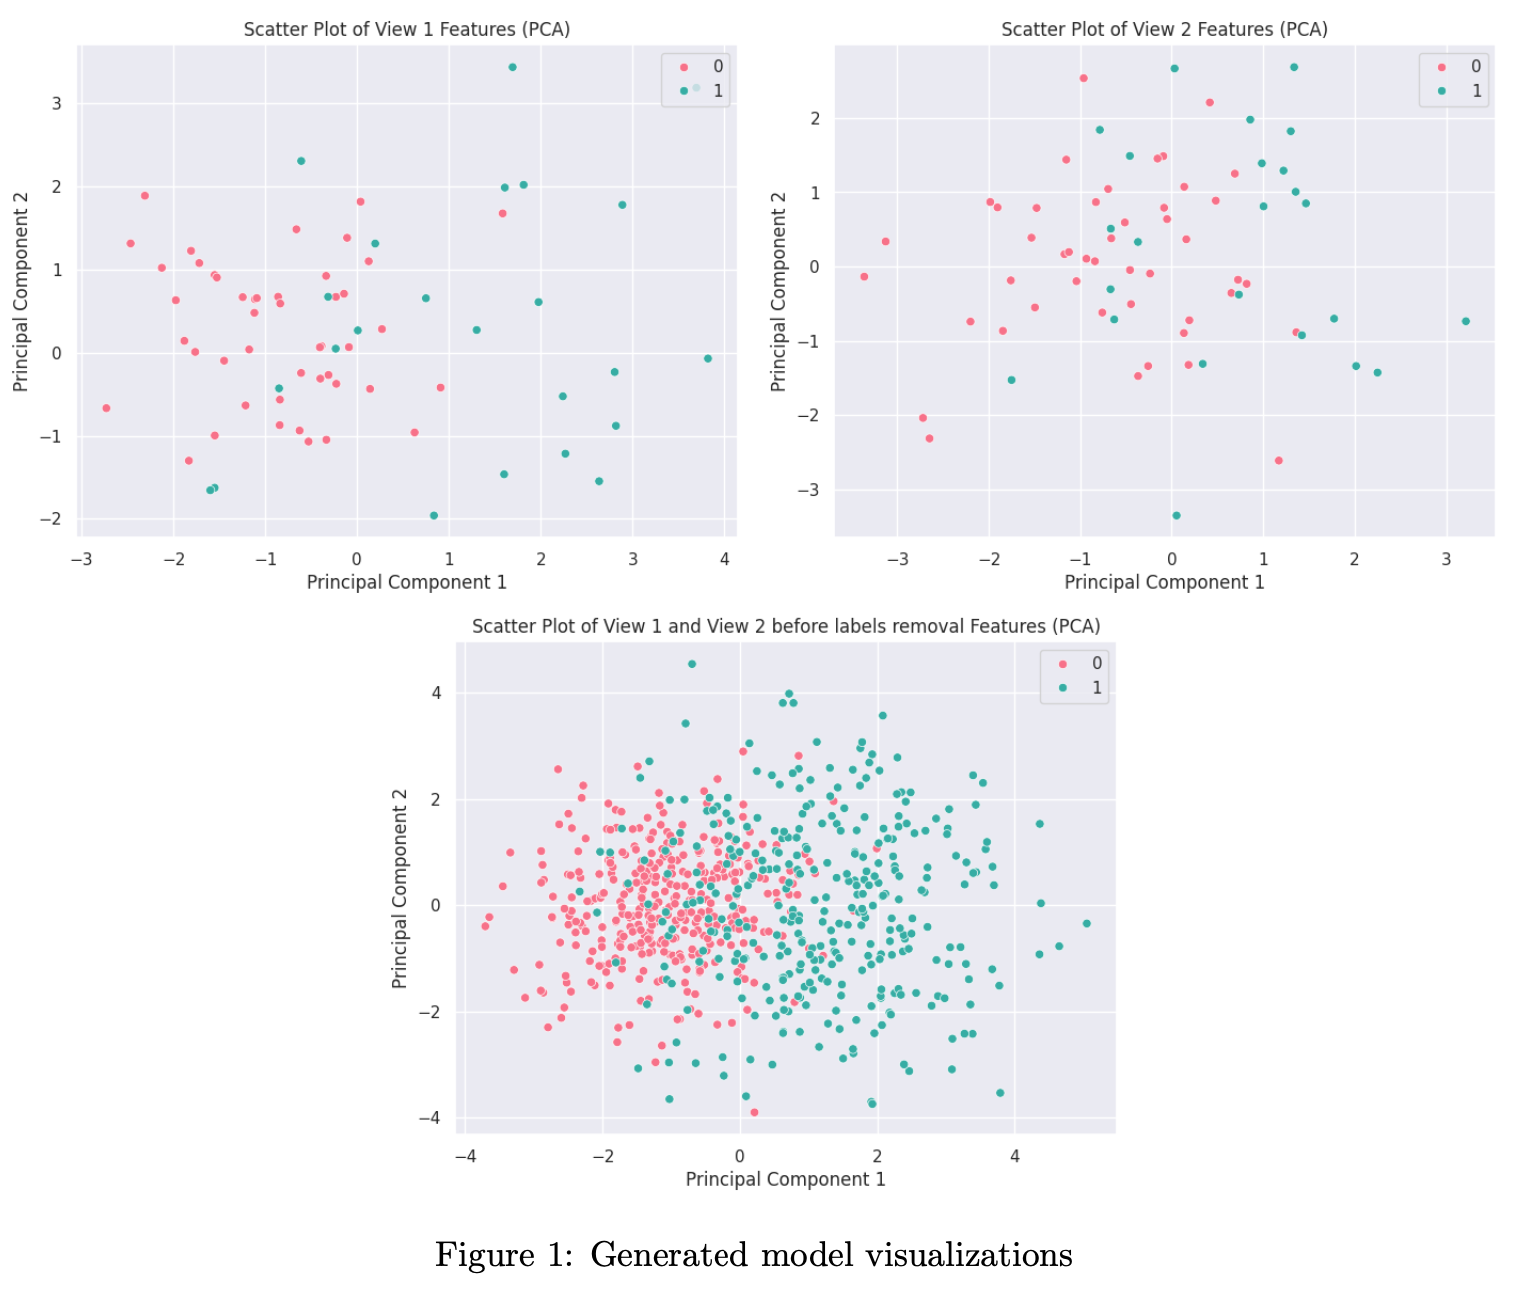 Scatter Plot of View 1 Features (PCA)
0
1
Principal Component 2
3
2
1
0
−1
−2
−3 −2 −1 0 1 2 3 4
Principal Component 1
Scatter Plot of View 2 Features (PCA)
0
1
Principal Component 2
2
1
0
−1
−2
−3
−3 −2 −1 0 1 2 3
Principal Component 1
Scatter Plot of View 1 and View 2 before labels removal Features (PCA)
0
1
Principal Component 2
4
2
0
−2
−4
−4 −2 0 2 4
Principal Component 1
Figure 1: Generated model visualizations